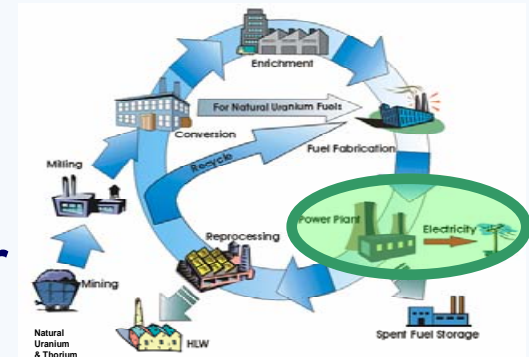 Enrichment
For Natural Uranium Fuels
Conversion
Fuel Fabrication
Recycle
Milling
Power Plant
Electricity
Reprocessing
Mining
Spent Fuel Storage
Natural
Uranium
& Thorium
HLW